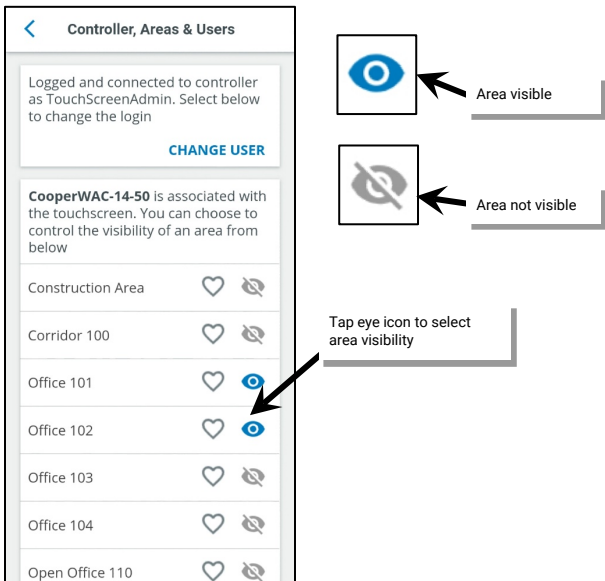 Controller, Areas & Users
Logged and connected to controller
as TouchScreenAdmin. Select below
to change the login
CHANGE USER
CooperWAC-14-50 is associated with
the touchscreen. You can choose to
control the visibility of an area from
below
Construction Area
Corridor 100
Office 101
Office 102
Office 103
Office 104
Open Office 110
Area visible
Area not visible
Tap eye icon to select
area visibility